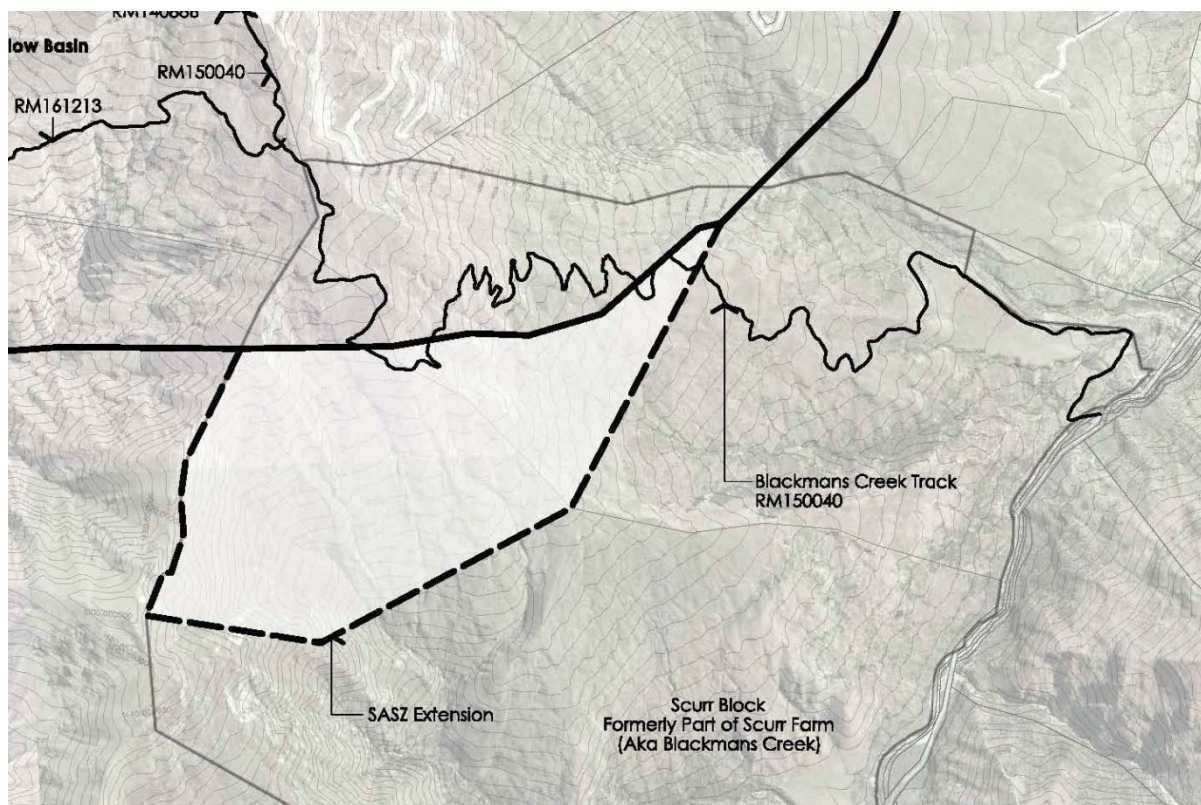 RM140888
low Basin
RM150040
RM161213
Blackmans Creek Track
RM150040
SASZ Extension
Scurr Block
Formerly Part of Scurr Farm
(Aka Blackmans Creek)